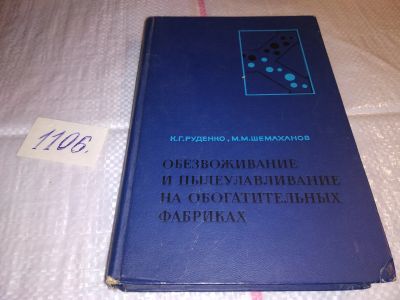 1106.
К.Г.РУДЕНКО, М.М.ШЕМАХАНОВ
ОБЕЗВОЖИВАНИЕ
И ПЫЛЕУЛАВЛИВАНИЕ
НА ОБОГАТИТЕЛЬНЫХ
ФАБРИКАХ